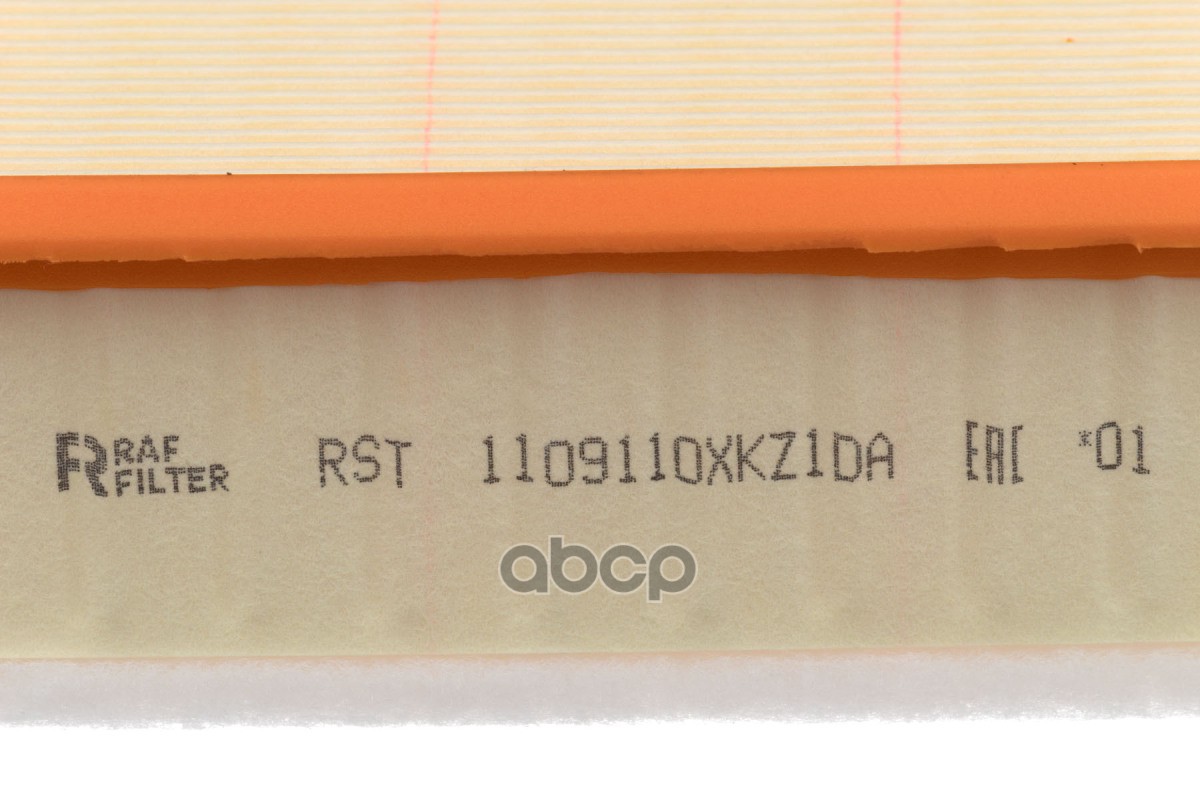 RAF
FILTER
RST 1109110XKZ1DA EAC *01
abcp